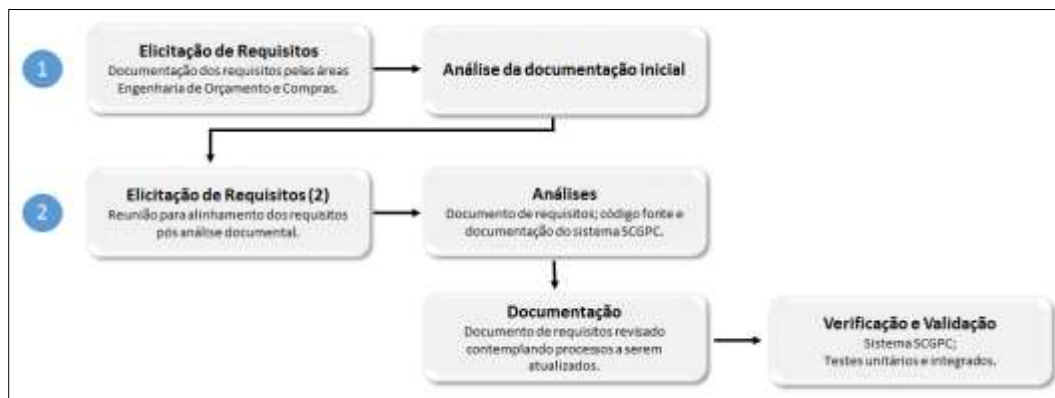 1
Elicitação de Requisitos
Documentação dos requisitos pelas áreas
Engenharia de Orçamento e Compras.
Análise da documentação inicial
2
Elicitação de Requisitos (2)
Reunião para alinhamento dos requisitos
pós análise documental.
Análises
Documento de requisitos; código fonte e
documentação do sistema SCGPC.
Documentação
Documento de requisitos revisado
contemplando processos a serem
atualizados.
Verificação e Validação
Sistema SCGPC;
Testes unitários e integrados.